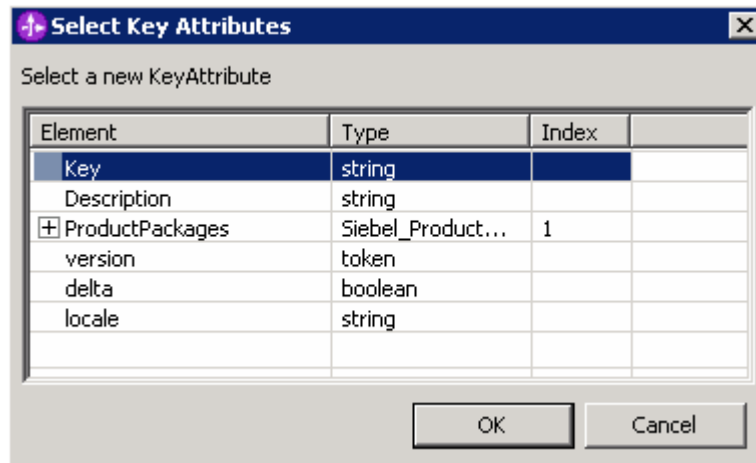 Select Key Attributes
Select a new KeyAttribute
Element Type Index
Key string
Description string
ProductPackages Siebel_Product... 1
version token
delta boolean
locale string
OK Cancel